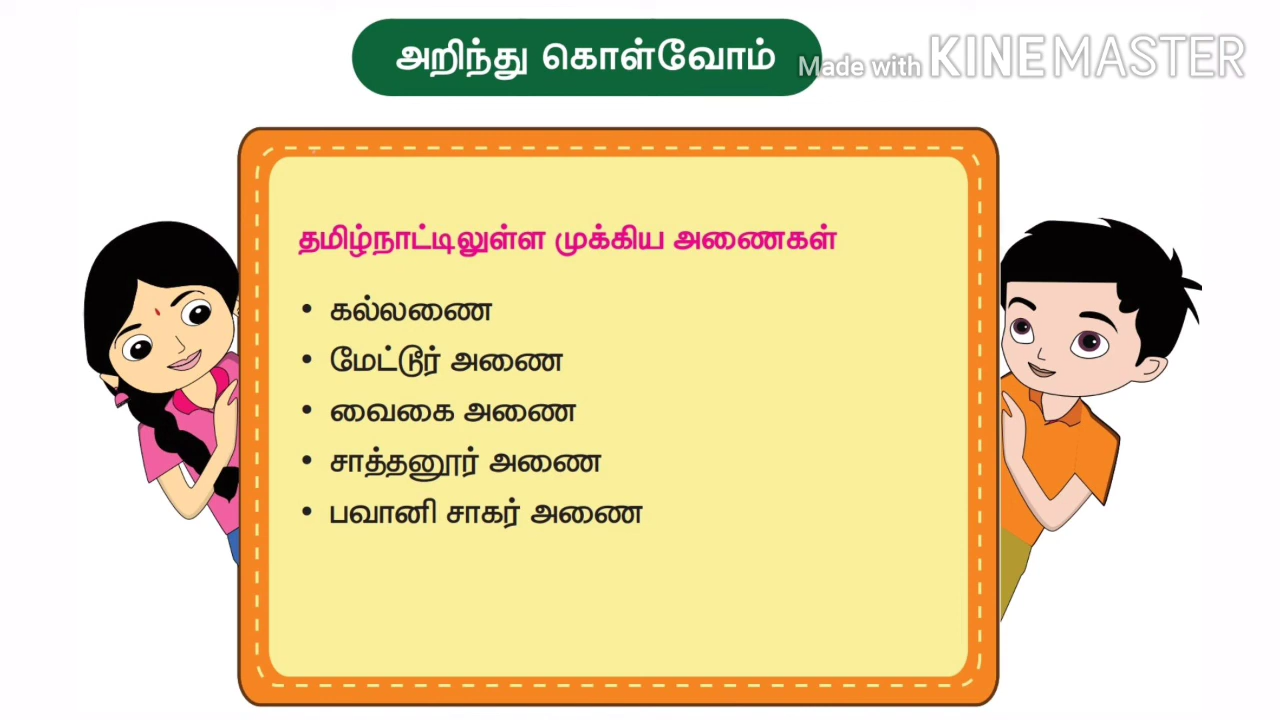 அறிந்து கொள்வோம்
Made with KINEMASTER
தமிழ்நாட்டிலுள்ள முக்கிய அணைகள்
• கல்லணை
• மேட்டூர் அணை
• வைகை அணை
• சாத்தனூர் அணை
• பவானி சாகர் அணை